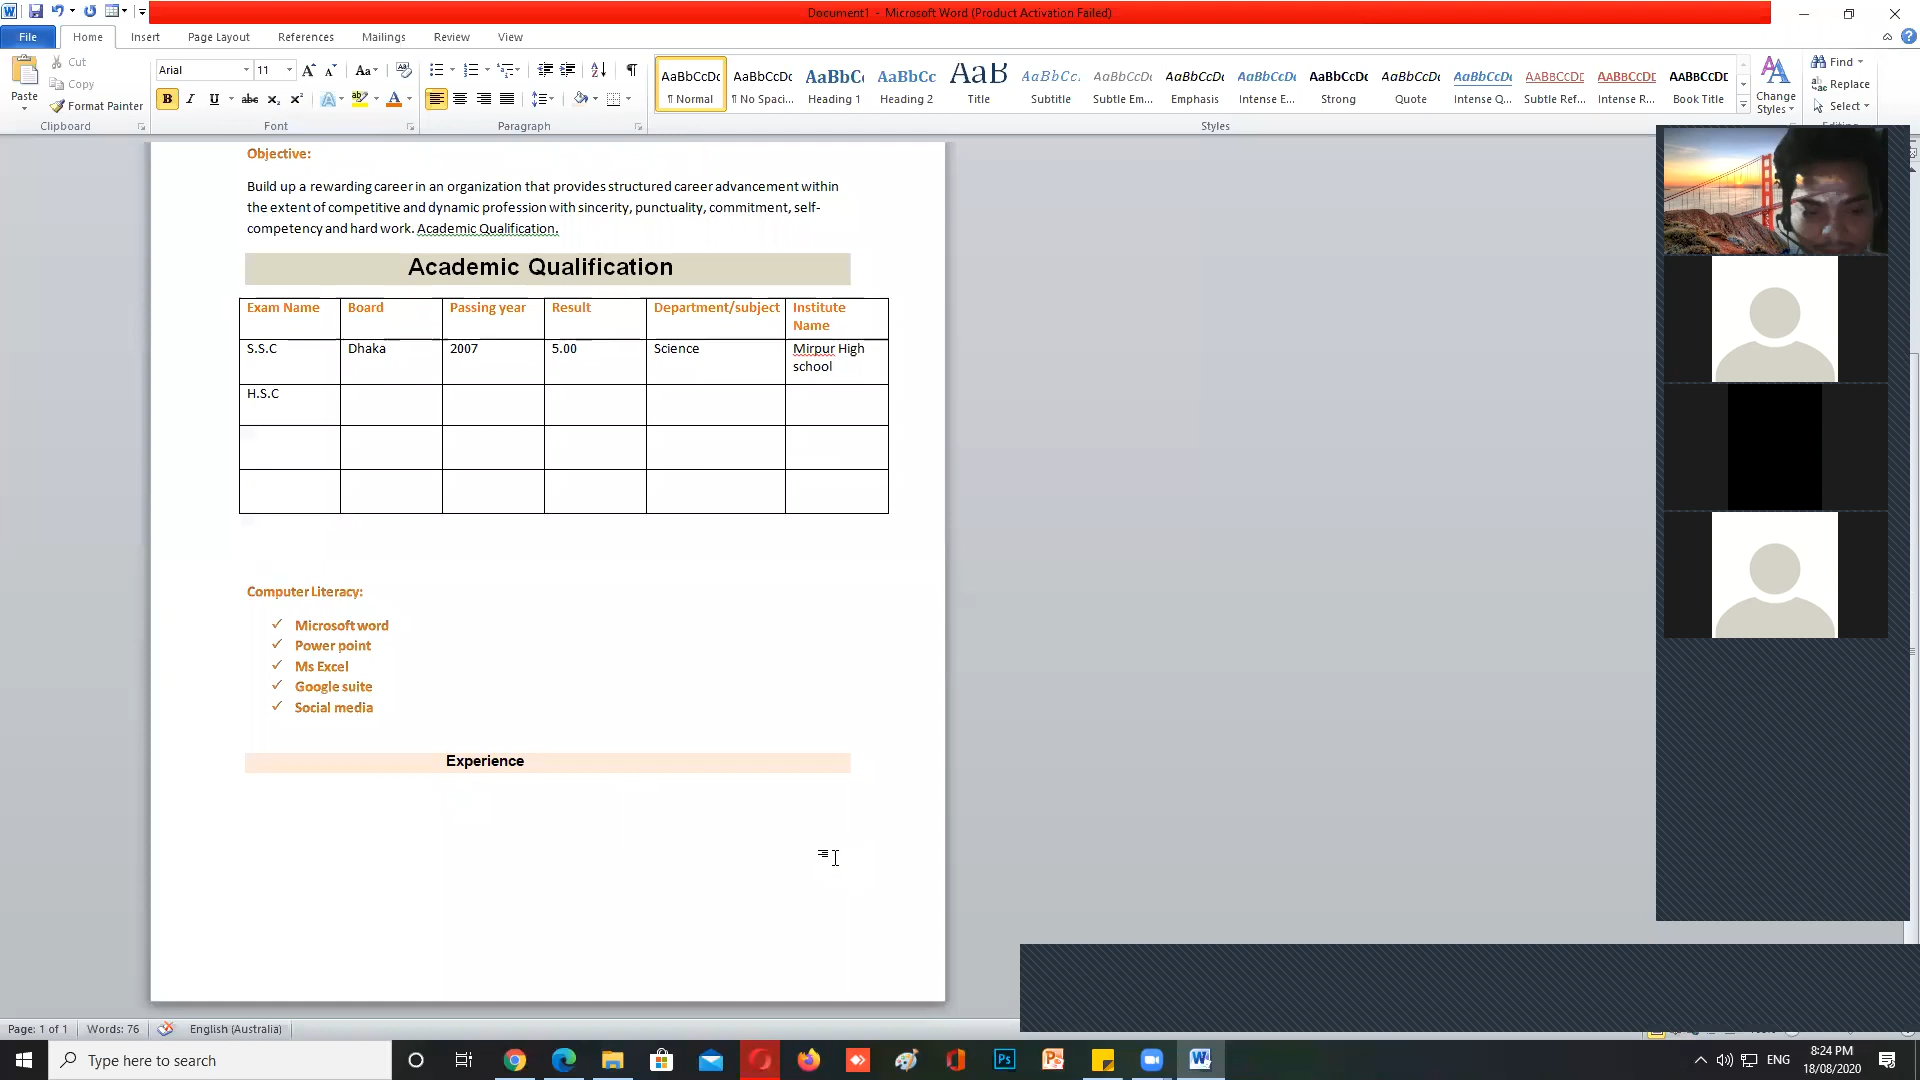 Document1 - Microsoft Word (Product Activation Failed)
File Home Insert Page Layout References Mailings Review View
Paste
Cut
Copy
Format Painter
Clipboard
Arial 11
Font
Paragraph
AaBbCcDc AaBbCcDc AaBbCc AaBbCc AaB AaBbCc. AaBbCcDc AaBbCcDc AaBbCcDc AaBbCcDc AaBbCcDc AaBbCcDc AABBCCDE AABBCCDE AABBCCDE
¶ Normal ¶ No Spaci... Heading 1 Heading 2 Title Subtitle Subtle Em... Emphasis Intense E... Strong Quote Intense Q... Subtle Ref... Intense R... Book Title
Change Styles
Styles
Find
Replace
Select
Editing
Objective:
Build up a rewarding career in an organization that provides structured career advancement within
the extent of competitive and dynamic profession with sincerity, punctuality, commitment, self-
competency and hard work. Academic Qualification.
Academic Qualification
Exam Name Board Passing year Result Department/subject Institute Name
S.S.C Dhaka 2007 5.00 Science Mirpur High school
H.S.C
Computer Literacy:
✓ Microsoft word
✓ Power point
✓ Ms Excel
✓ Google suite
✓ Social media
Experience
Page: 1 of 1 Words: 76 English (Australia)
Type here to search
ENG
8:24 PM
18/08/2020